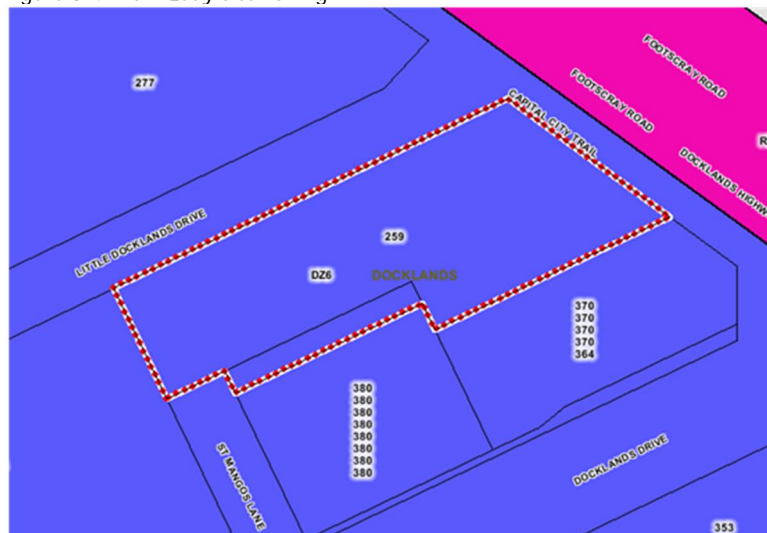 277
FOOTSCRAY ROAD
FOOTSCRAY ROAD
CAPITAL CITY TRAIL
DOCKLANDS HIGHW
R
LITTLE DOCKLANDS DRIVE
259
DZ6
DOCKLANDS
370
370
370
370
364
380
380
380
380
380
380
380
380
ST MANGOS LANE
DOCKLANDS DRIVE
353